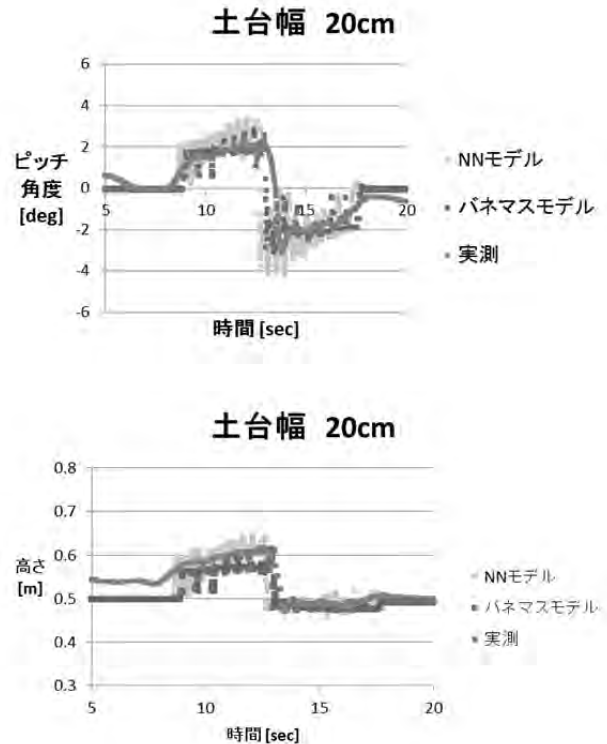 土台幅 20cm
6
4
2
0
-2
-4
-6
ピッチ
角度
[deg]
5
10
15
20
時間 [sec]
NNモデル
バネマスモデル
実測
土台幅 20cm
0.8
0.7
0.6
0.5
0.4
0.3
高さ
[m]
5
10
15
20
時間 [sec]
NNモデル
バネマスモデル
実測